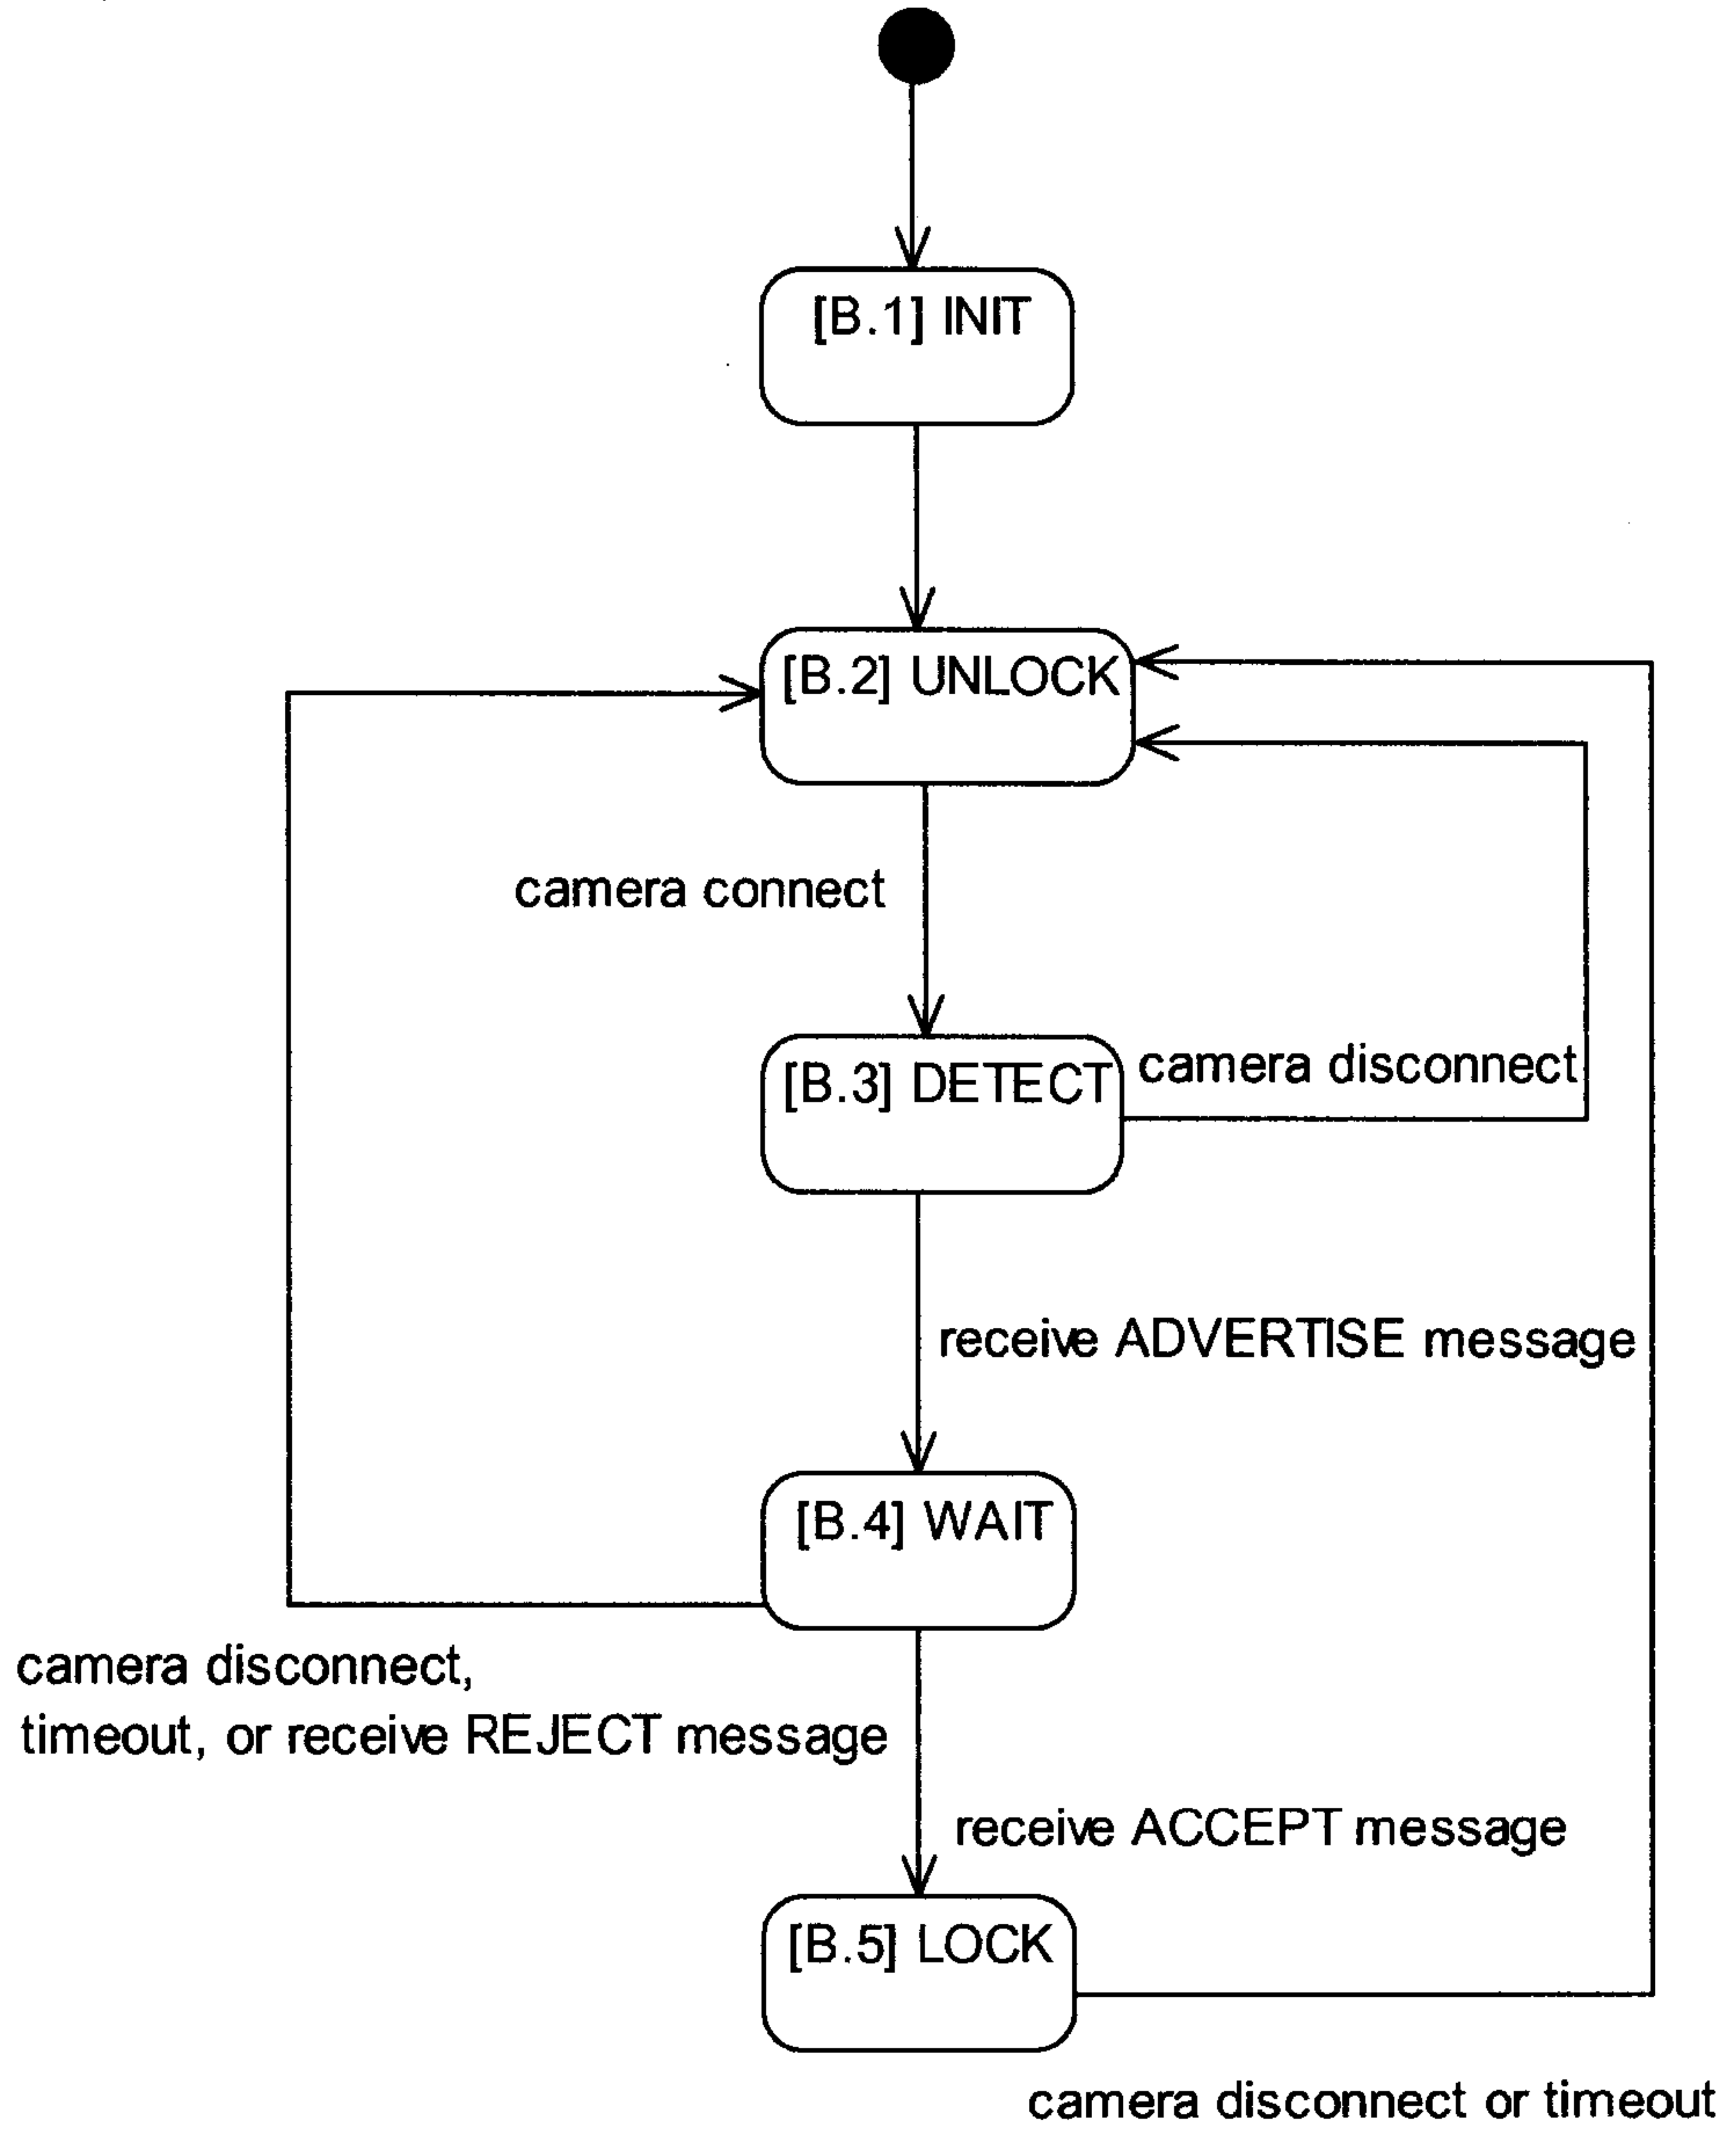 [B.1] INIT
[B.2] UNLOCK
camera connect
[B.3] DETECT
camera disconnect
receive ADVERTISE message
[B.4] WAIT
camera disconnect,
timeout, or receive REJECT message
receive ACCEPT message
[B.5] LOCK
camera disconnect or timeout